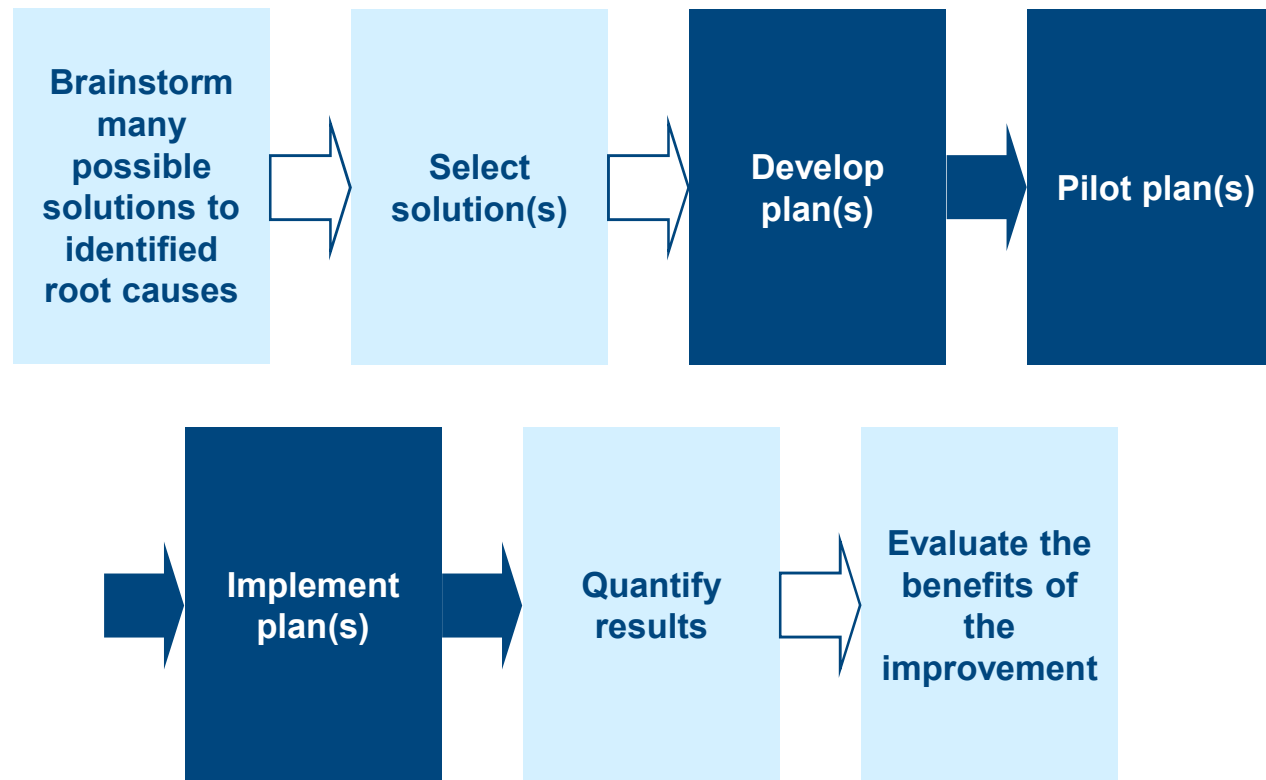 Brainstorm
many
possible
solutions to
identified
root causes
Select
solution(s)
Develop
plan(s)
Pilot plan(s)
Implement
plan(s)
Quantify
results
Evaluate the
benefits of
the
improvement